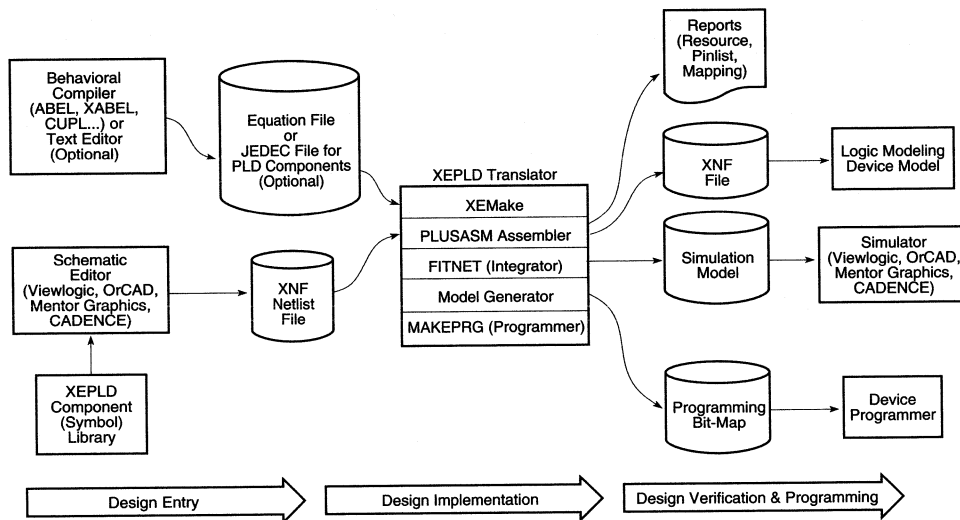 Behavioral
Compiler
(ABEL, XABEL,
CUPL...) or
Text Editor
(Optional)
Equation File
or
JEDEC File for
PLD Components
(Optional)
Schematic
Editor
(Viewlogic, OrCAD,
Mentor Graphics,
CADENCE)
XNF
Netlist
File
XEPLD
Component
(Symbol)
Library
XEPLD Translator
XEMake
PLUSASM Assembler
FITNET (Integrator)
Model Generator
MAKEPRG (Programmer)
Reports
(Resource,
Pinlist,
Mapping)
XNF
File
Logic Modeling
Device Model
Simulation
Model
Simulator
(Viewlogic, OrCAD,
Mentor Graphics,
CADENCE)
Programming
Bit-Map
Device
Programmer
Design Entry
Design Implementation
Design Verification & Programming